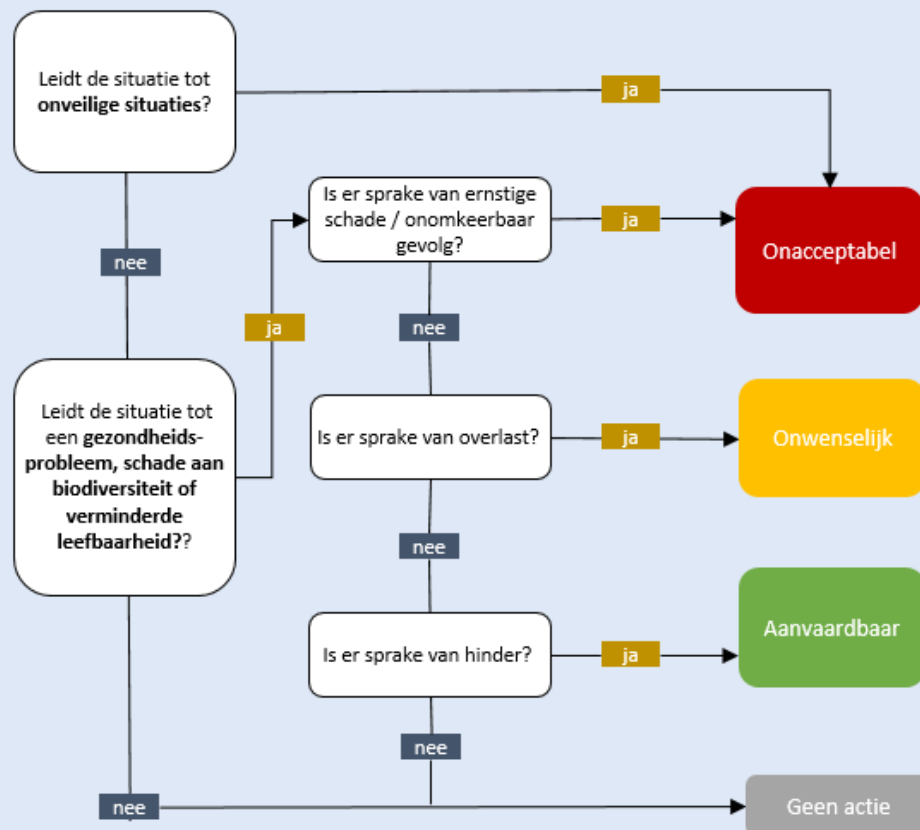 Leidt de situatie tot
onveilige situaties?
ja
nee
Is er sprake van ernstige
schade / onomkeerbaar
gevolg?
ja
Onacceptabel
ja
nee
Leidt de situatie tot
een gezondheids-
probleem, schade aan
biodiversiteit of
verminderde
leefbaarheid??
Is er sprake van overlast?
ja
Onwenselijk
nee
Is er sprake van hinder?
ja
Aanvaardbaar
nee
nee
Geen actie